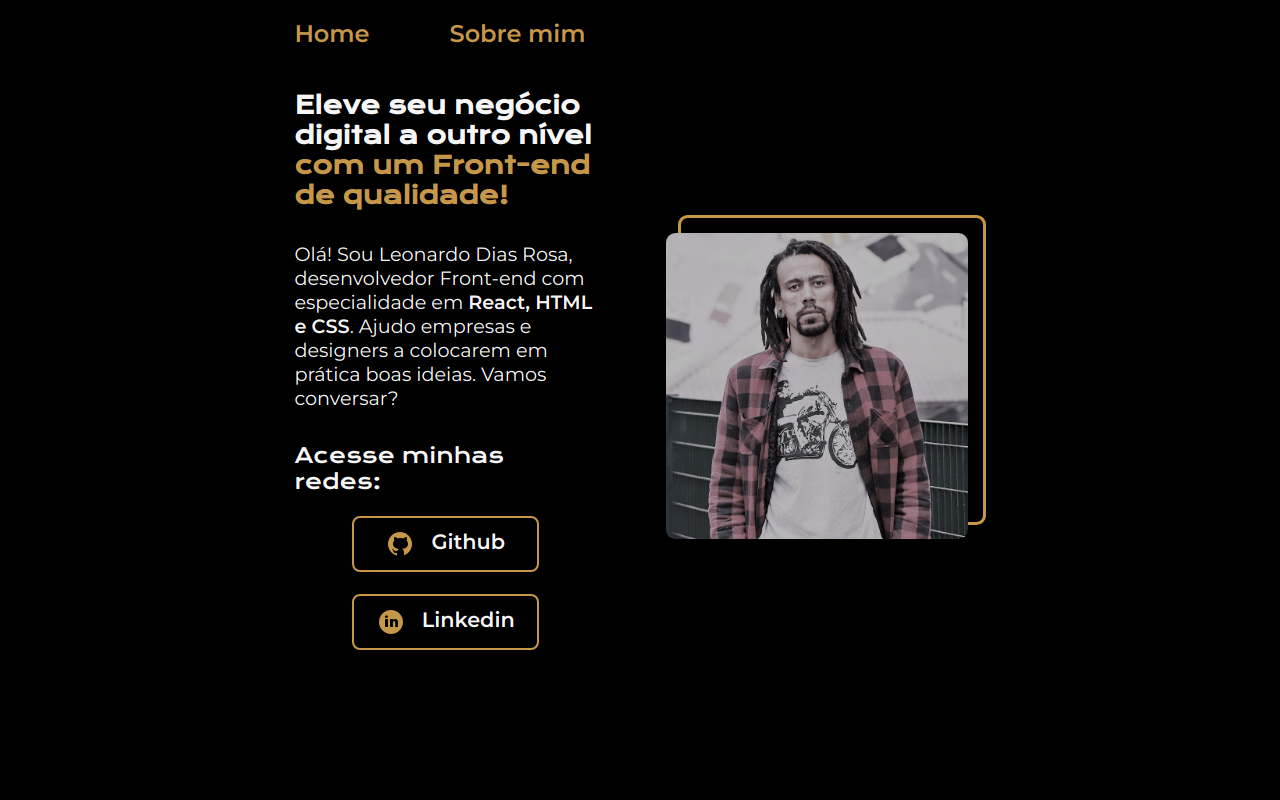 Home
Sobre mim
Eleve seu negócio
digital a outro nível
com um Front-end
de qualidade!
Olá! Sou Leonardo Dias Rosa,
desenvolvedor Front-end com
especialidade em React, HTML
e CSS. Ajudo empresas e
designers a colocarem em
prática boas ideias. Vamos
conversar?
Acesse minhas
redes:
Github
Linkedin